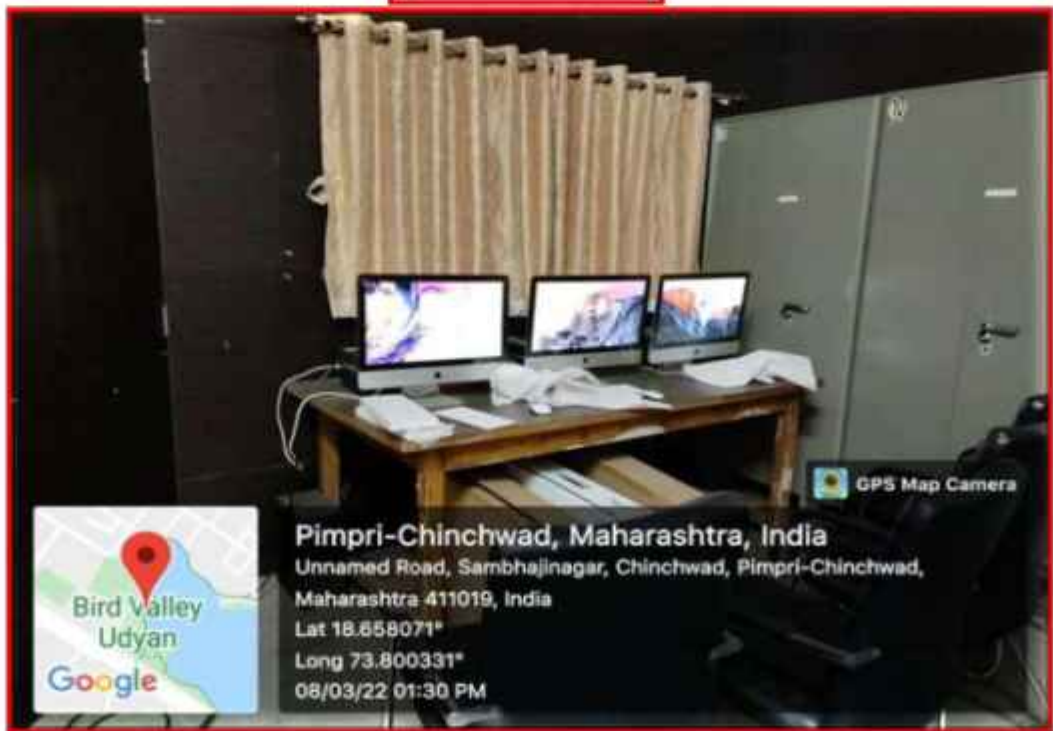 GPS Map Camera
Pimpri-Chinchwad, Maharashtra, India
Unnamed Road, Sambhajinagar, Chinchwad, Pimpri-Chinchwad,
Maharashtra 411019, India
Lat 18.658071°
Long 73.800331°
08/03/22 01:30 PM
Bird Valley
Udyan
Google